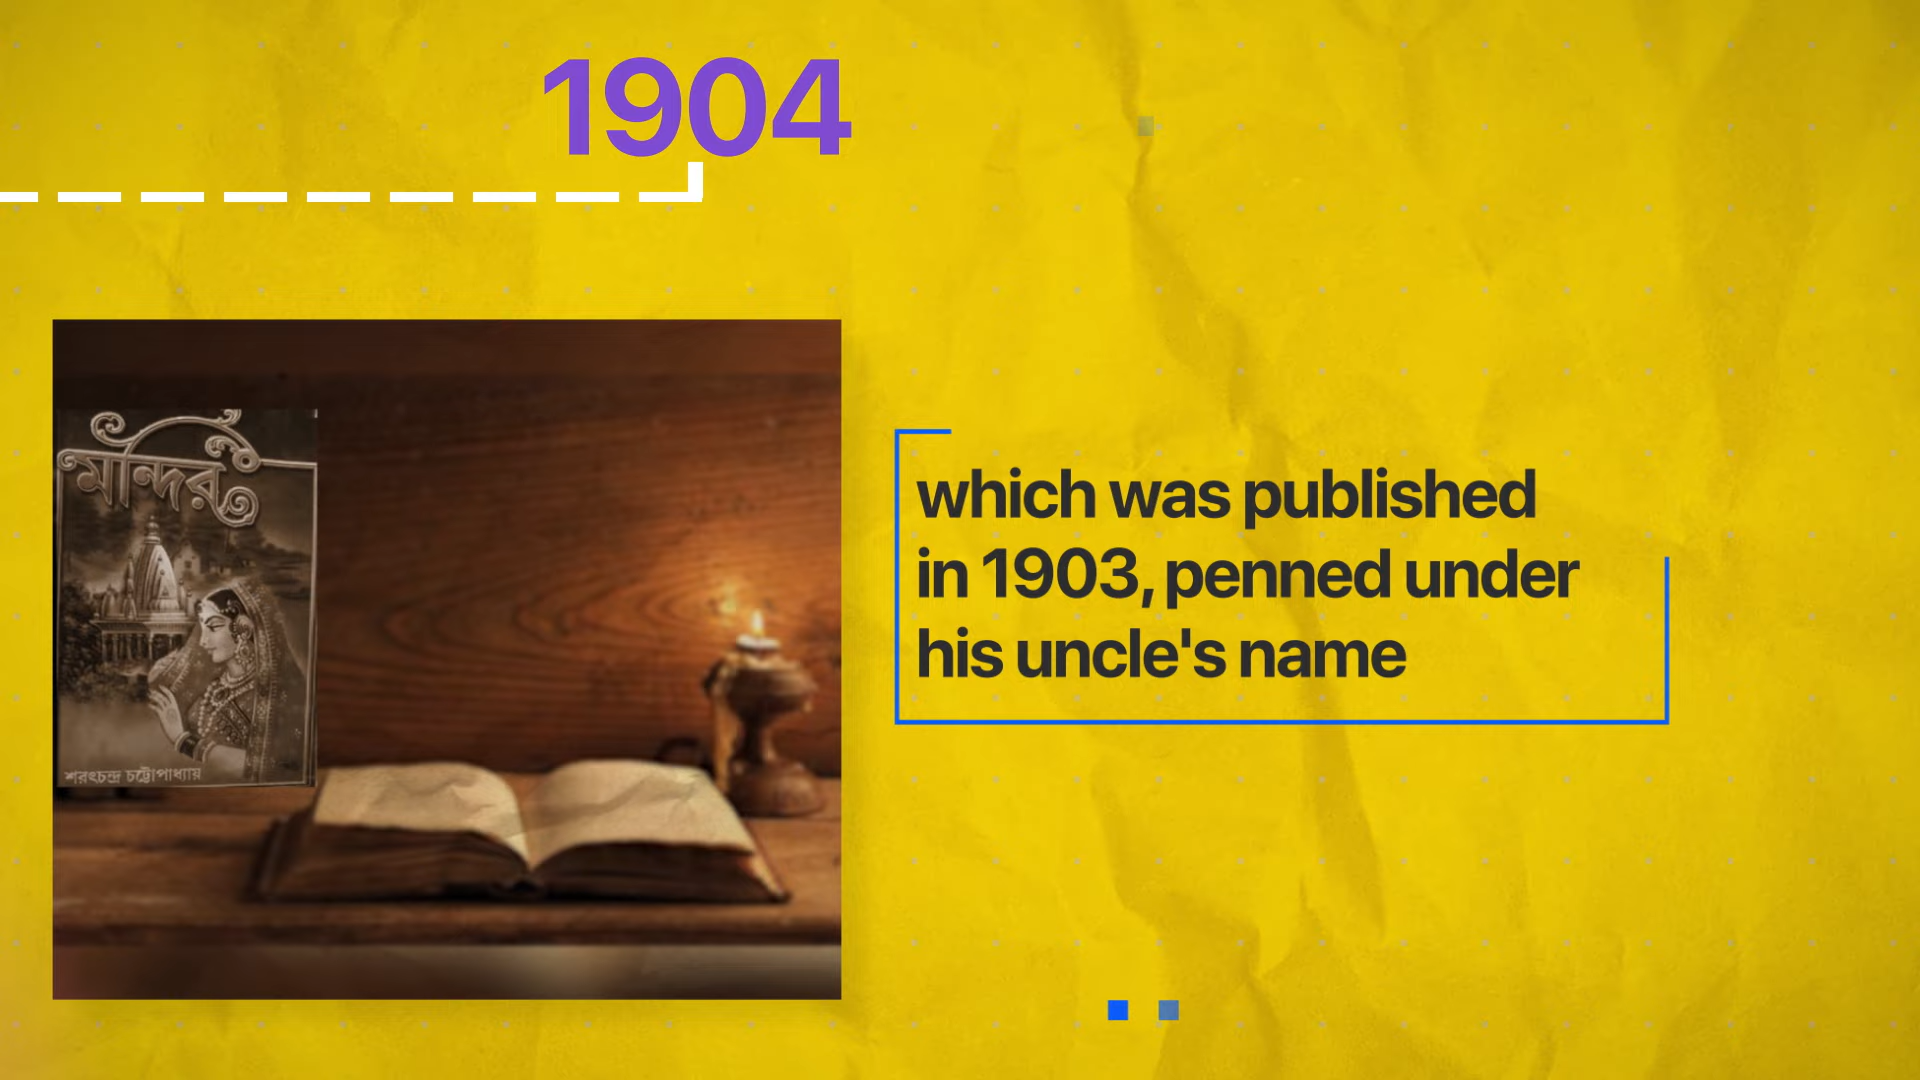 1904
মন্দির
শরৎচন্দ্র চট্টোপাধ্যায়
which was published
in 1903, penned under
his uncle's name